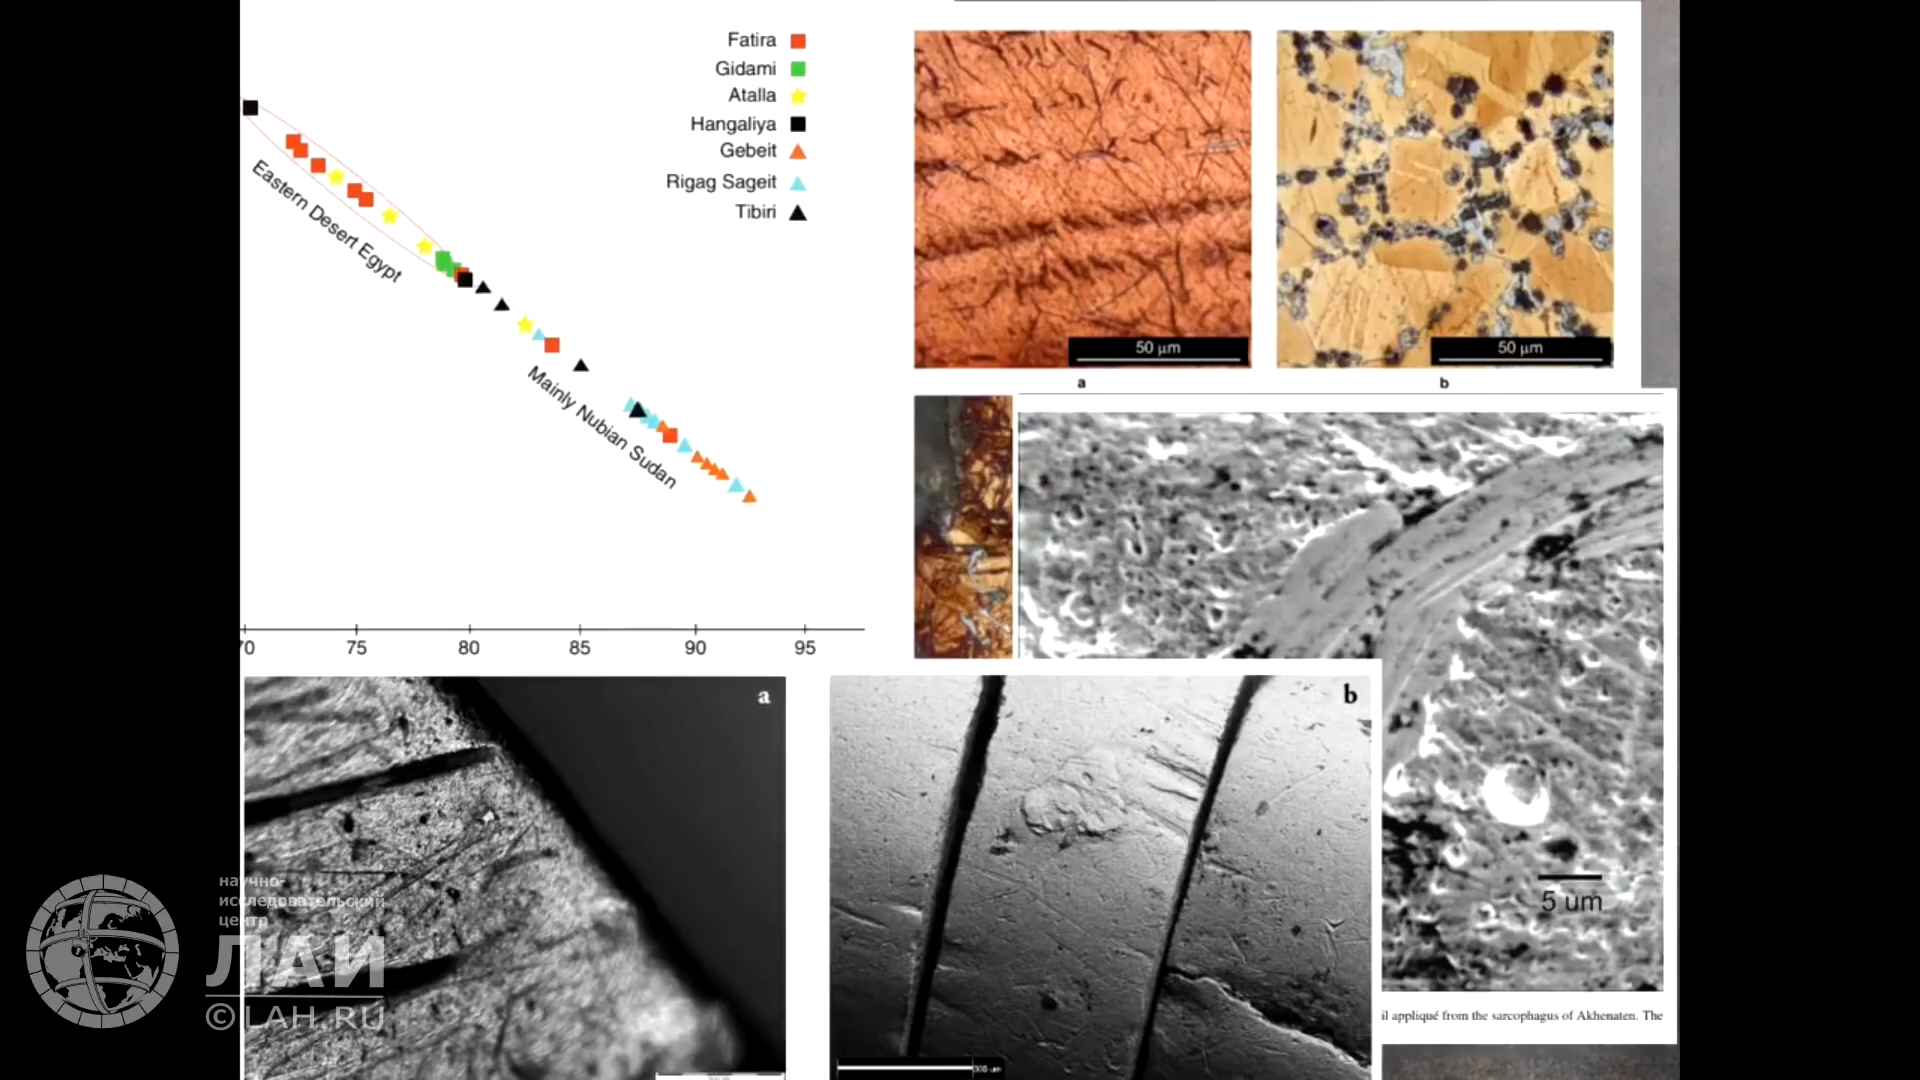 Fatira
Gidami
Atalla
Hangaliya
Gebeit
Rigag Sageit
Tibiri
Eastern Desert Egypt
Mainly Nubian Sudan
70 75 80 85 90 95
50 µm
50 µm
a
b
a
b
5 um
il appliqué from the sarcophagus of Akhenaten. The
научно-
исследовательский
центр
ЛАИ
©LAH.RU